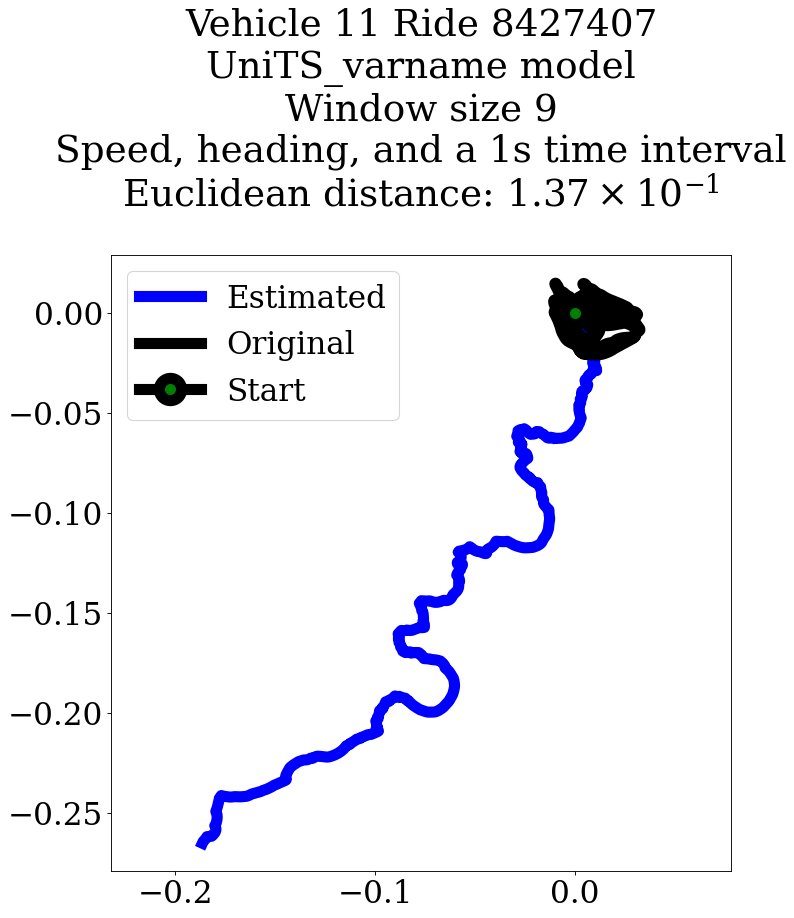 Vehicle 11 Ride 8427407
UniTS_varname model
Window size 9
Speed, heading, and a 1s time interval
Euclidean distance: 1.37 × 10⁻¹
Estimated
Original
Start
0.00
−0.05
−0.10
−0.15
−0.20
−0.25
−0.2 −0.1 0.0